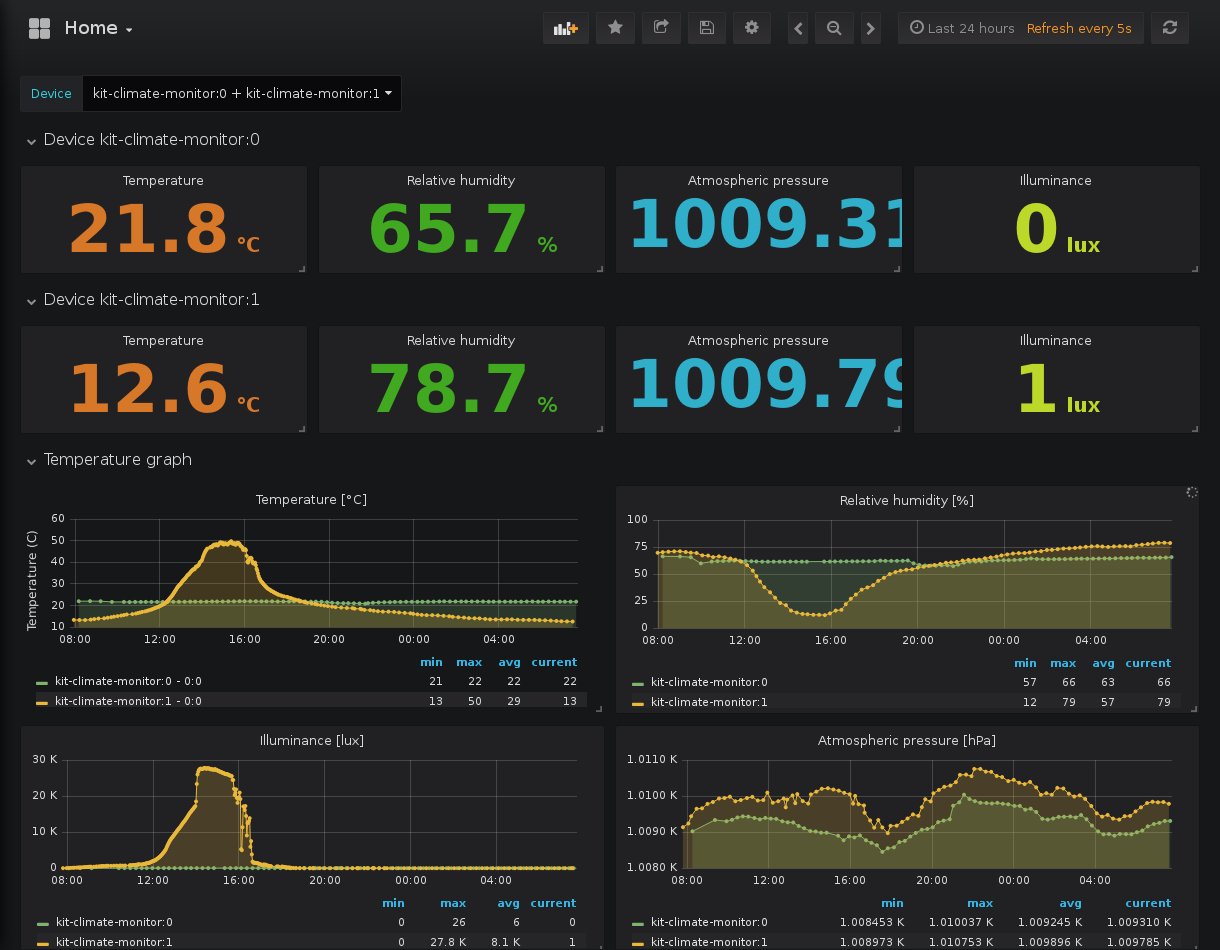 Home
Last 24 hours Refresh every 5s
Device kit-climate-monitor:0 + kit-climate-monitor:1
Device kit-climate-monitor:0
Temperature Relative humidity Atmospheric pressure Illuminance
21.8 °C 65.7 % 1009.31 0 lux
Device kit-climate-monitor:1
Temperature Relative humidity Atmospheric pressure Illuminance
12.6 °C 78.7 % 1009.79 1 lux
Temperature graph
Temperature [°C]
Temperature (C)
60
50
40
30
20
10
08:00 12:00 16:00 20:00 00:00 04:00
min max avg current
kit-climate-monitor:0 - 0:0 21 22 22 22
kit-climate-monitor:1 - 0:0 13 50 29 13
Relative humidity [%]
100
75
50
25
0
08:00 12:00 16:00 20:00 00:00 04:00
min max avg current
kit-climate-monitor:0 57 66 63 66
kit-climate-monitor:1 12 79 57 79
Illuminance [lux]
30 K
20 K
10 K
0
08:00 12:00 16:00 20:00 00:00 04:00
min max avg current
kit-climate-monitor:0 0 26 6 0
kit-climate-monitor:1 0 27.8 K 8.1 K 1
Atmospheric pressure [hPa]
1.0110 K
1.0100 K
1.0090 K
1.0080 K
08:00 12:00 16:00 20:00 00:00 04:00
min max avg current
kit-climate-monitor:0 1.008453 K 1.010037 K 1.009245 K 1.009310 K
kit-climate-monitor:1 1.008973 K 1.010753 K 1.009896 K 1.009785 K